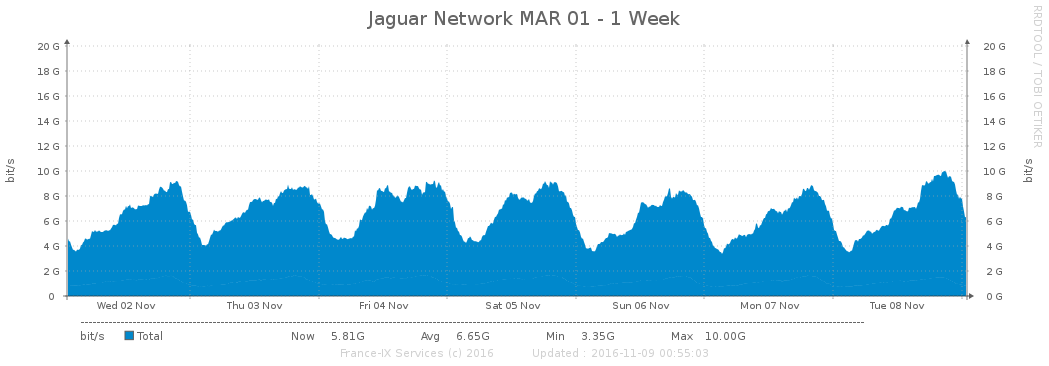 Jaguar Network MAR 01 - 1 Week
RRDTOOL / TOBI OETIKER
bit/s
20 G
18 G
16 G
14 G
12 G
10 G
8 G
6 G
4 G
2 G
0
20 G
18 G
16 G
14 G
12 G
10 G
8 G
6 G
4 G
2 G
0 G
bit/s
Wed 02 Nov Thu 03 Nov Fri 04 Nov Sat 05 Nov Sun 06 Nov Mon 07 Nov Tue 08 Nov
bit/s Total Now 5.81G Avg 6.65G Min 3.35G Max 10.00G
France-IX Services (c) 2016 Updated : 2016-11-09 00:55:03